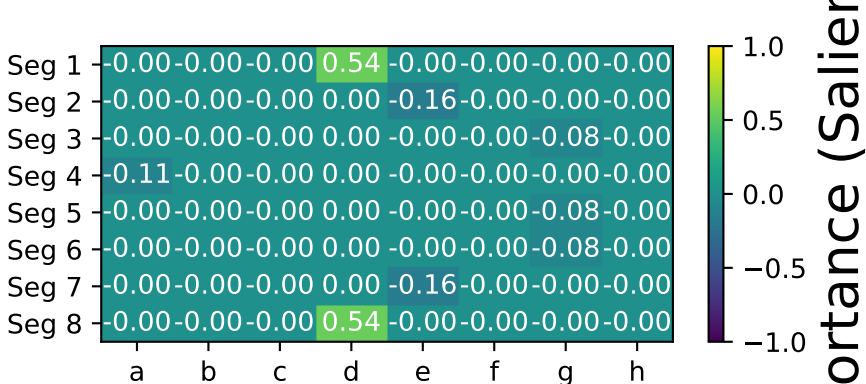 Seg 1 -0.00 -0.00 -0.00 0.54 -0.00 -0.00 -0.00 -0.00
Seg 2 -0.00 -0.00 -0.00 0.00 -0.16 -0.00 -0.00 -0.00
Seg 3 -0.00 -0.00 -0.00 0.00 -0.00 -0.00 -0.08 -0.00
Seg 4 -0.11 -0.00 -0.00 0.00 -0.00 -0.00 -0.00 -0.00
Seg 5 -0.00 -0.00 -0.00 0.00 -0.00 -0.00 -0.08 -0.00
Seg 6 -0.00 -0.00 -0.00 0.00 -0.00 -0.00 -0.08 -0.00
Seg 7 -0.00 -0.00 -0.00 0.00 -0.16 -0.00 -0.00 -0.00
Seg 8 -0.00 -0.00 -0.00 0.54 -0.00 -0.00 -0.00 -0.00
a b c d e f g h
1.0
0.5
0.0
−0.5
−1.0
ortance (Salien